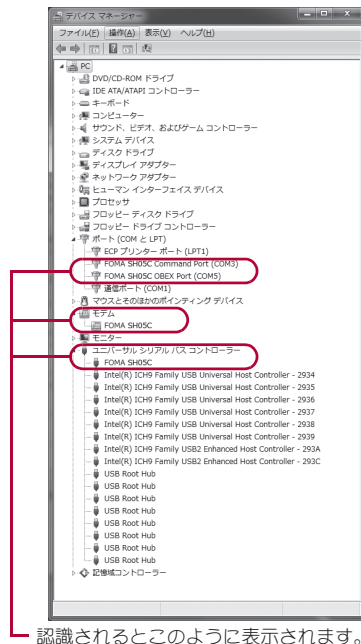 デバイス マネージャー
ファイル(F) 操作(A) 表示(V) ヘルプ(H)
PC
DVD/CD-ROM ドライブ
IDE ATA/ATAPI コントローラー
キーボード
コンピューター
サウンド、ビデオ、およびゲーム コントローラー
システム デバイス
ディスク ドライブ
ディスプレイ アダプター
ネットワーク アダプター
ヒューマン インターフェイス デバイス
プロセッサ
フロッピー ディスク ドライブ
フロッピー ドライブ コントローラー
ポート (COM と LPT)
ECP プリンター ポート (LPT1)
FOMA SH05C Command Port (COM3)
FOMA SH05C OBEX Port (COM5)
通信ポート (COM1)
マウスとそのほかのポインティング デバイス
モデム
FOMA SH05C
モニター
ユニバーサル シリアル バス コントローラー
FOMA SH05C
Intel(R) ICH9 Family USB Universal Host Controller - 2934
Intel(R) ICH9 Family USB Universal Host Controller - 2935
Intel(R) ICH9 Family USB Universal Host Controller - 2936
Intel(R) ICH9 Family USB Universal Host Controller - 2937
Intel(R) ICH9 Family USB Universal Host Controller - 2938
Intel(R) ICH9 Family USB Universal Host Controller - 2939
Intel(R) ICH9 Family USB2 Enhanced Host Controller - 293A
Intel(R) ICH9 Family USB2 Enhanced Host Controller - 293C
USB Root Hub
USB Root Hub
USB Root Hub
USB Root Hub
USB Root Hub
USB Root Hub
USB Root Hub
USB Root Hub
記憶域コントローラー
認識されるとこのように表示されます。